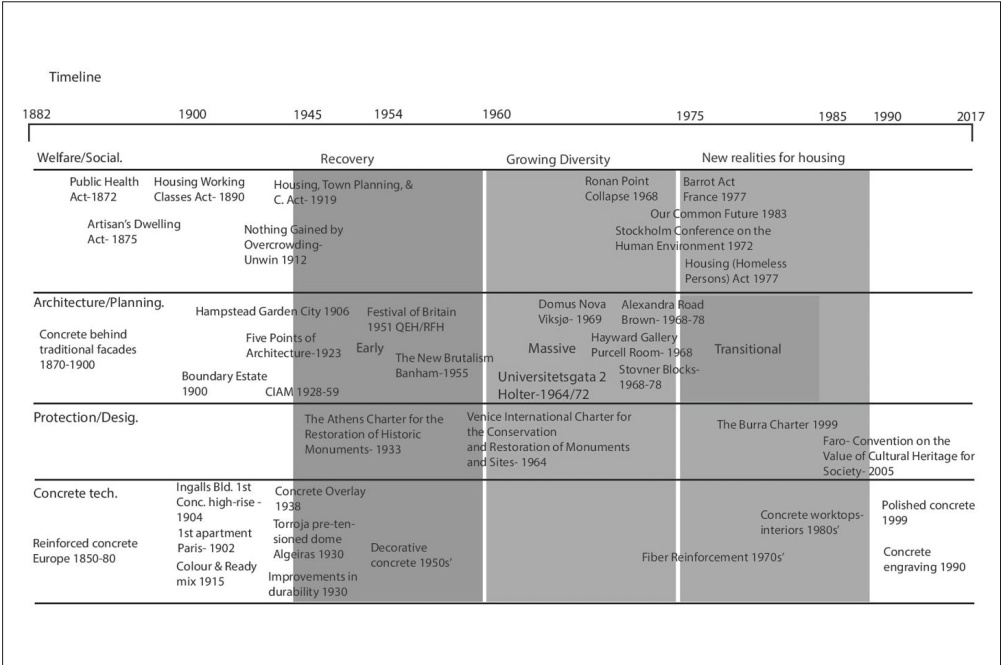 Timeline
1882 1900 1945 1954 1960 1975 1985 1990 2017
Welfare/Social. Recovery Growing Diversity New realities for housing
Public Health
Act-1872
Housing Working
Classes Act- 1890
Housing, Town Planning, &
C. Act- 1919
Ronan Point
Collapse 1968
Barrot Act
France 1977
Artisan's Dwelling
Act- 1875
Nothing Gained by
Overcrowding-
Unwin 1912
Our Common Future 1983
Stockholm Conference on the
Human Environment 1972
Housing (Homeless
Persons) Act 1977
Architecture/Planning.
Concrete behind
traditional facades
1870-1900
Hampstead Garden City 1906
Five Points of
Architecture-1923
Boundary Estate
1900
CIAM 1928-59
Early
Festival of Britain
1951 QEH/RFH
The New Brutalism
Banham-1955
Domus Nova
Viksjø- 1969
Alexandra Road
Brown- 1968-78
Massive
Hayward Gallery
Purcell Room- 1968
Universitetsgata 2
Holter-1964/72
Stovner Blocks-
1968-78
Transitional
Protection/Desig.
The Athens Charter for the
Restoration of Historic
Monuments- 1933
Venice International Charter for
the Conservation
and Restoration of Monuments
and Sites- 1964
The Burra Charter 1999
Faro- Convention on the
Value of Cultural Heritage for
Society- 2005
Concrete tech.
Reinforced concrete
Europe 1850-80
Ingalls Bld. 1st
Conc. high-rise -
1904
1st apartment
Paris- 1902
Colour & Ready
mix 1915
Concrete Overlay
1938
Torroja pre-ten-
sioned dome
Algeiras 1930
Improvements in
durability 1930
Decorative
concrete 1950s'
Fiber Reinforcement 1970s'
Concrete worktops-
interiors 1980s'
Polished concrete
1999
Concrete
engraving 1990